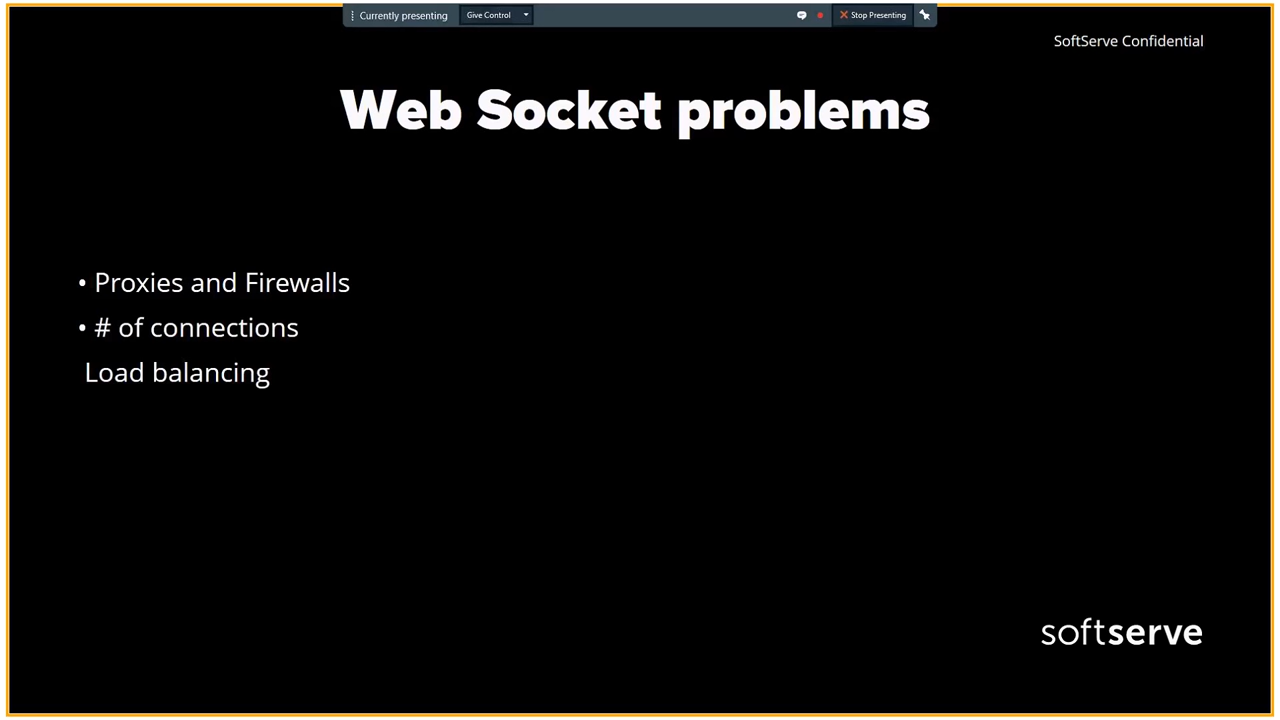 Currently presenting Give Control Stop Presenting
SoftServe Confidential
Web Socket problems
• Proxies and Firewalls
• # of connections
Load balancing
softserve